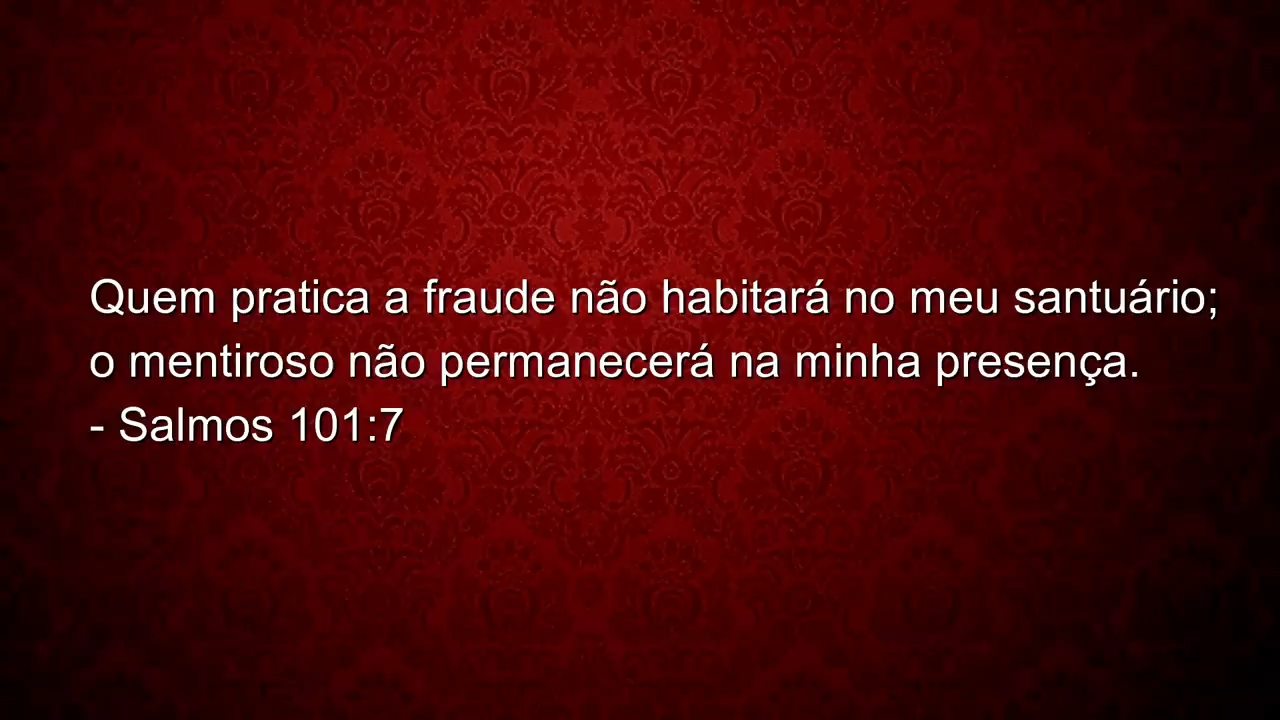 Quem pratica a fraude não habitará no meu santuário;
o mentiroso não permanecerá na minha presença.
- Salmos 101:7